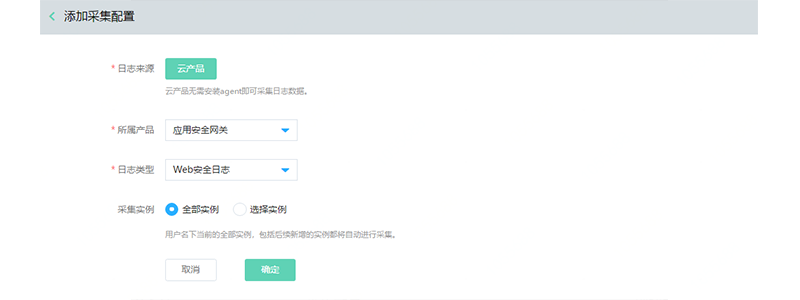 添加采集配置
* 日志来源 云产品
云产品无需安装agent即可采集日志数据。
* 所属产品 应用安全网关
* 日志类型 Web安全日志
采集实例 全部实例 选择实例
用户名下当前的全部实例，包括后续新增的实例都将自动进行采集。
取消 确定